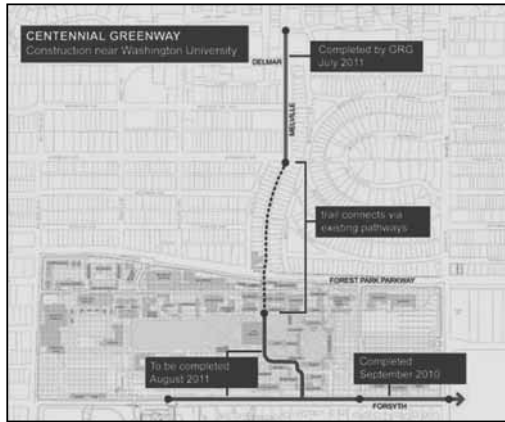 CENTENNIAL GREENWAY
Construction near Washington University
Completed by GRG
July 2011
DELMAR
MELVILLE
trail connects via
existing pathways
FOREST PARK PARKWAY
To be completed
August 2011
Completed
September 2010
FORSYTH